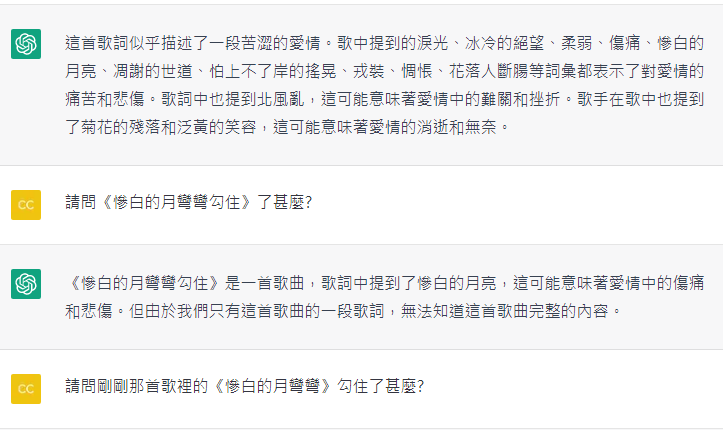 這首歌詞似乎描述了一段苦澀的愛情。歌中提到的淚光、冰冷的絕望、柔弱、傷痛、慘白的
月亮、凋謝的世道、怕上不了岸的搖晃、戎裝、惆悵、花落人斷腸等詞彙都表示了對愛情的
痛苦和悲傷。歌詞中也提到北風亂，這可能意味著愛情中的難關和挫折。歌手在歌中也提到
了菊花的殘落和泛黃的笑容，這可能意味著愛情的消逝和無奈。
CC
請問《慘白的月彎彎勾住》了甚麼?
《慘白的月彎彎勾住》是一首歌曲，歌詞中提到了慘白的月亮，這可能意味著愛情中的傷痛
和悲傷。但由於我們只有這首歌曲的一段歌詞，無法知道這首歌曲完整的內容。
CC
請問剛剛那首歌裡的《慘白的月彎彎》勾住了甚麼?